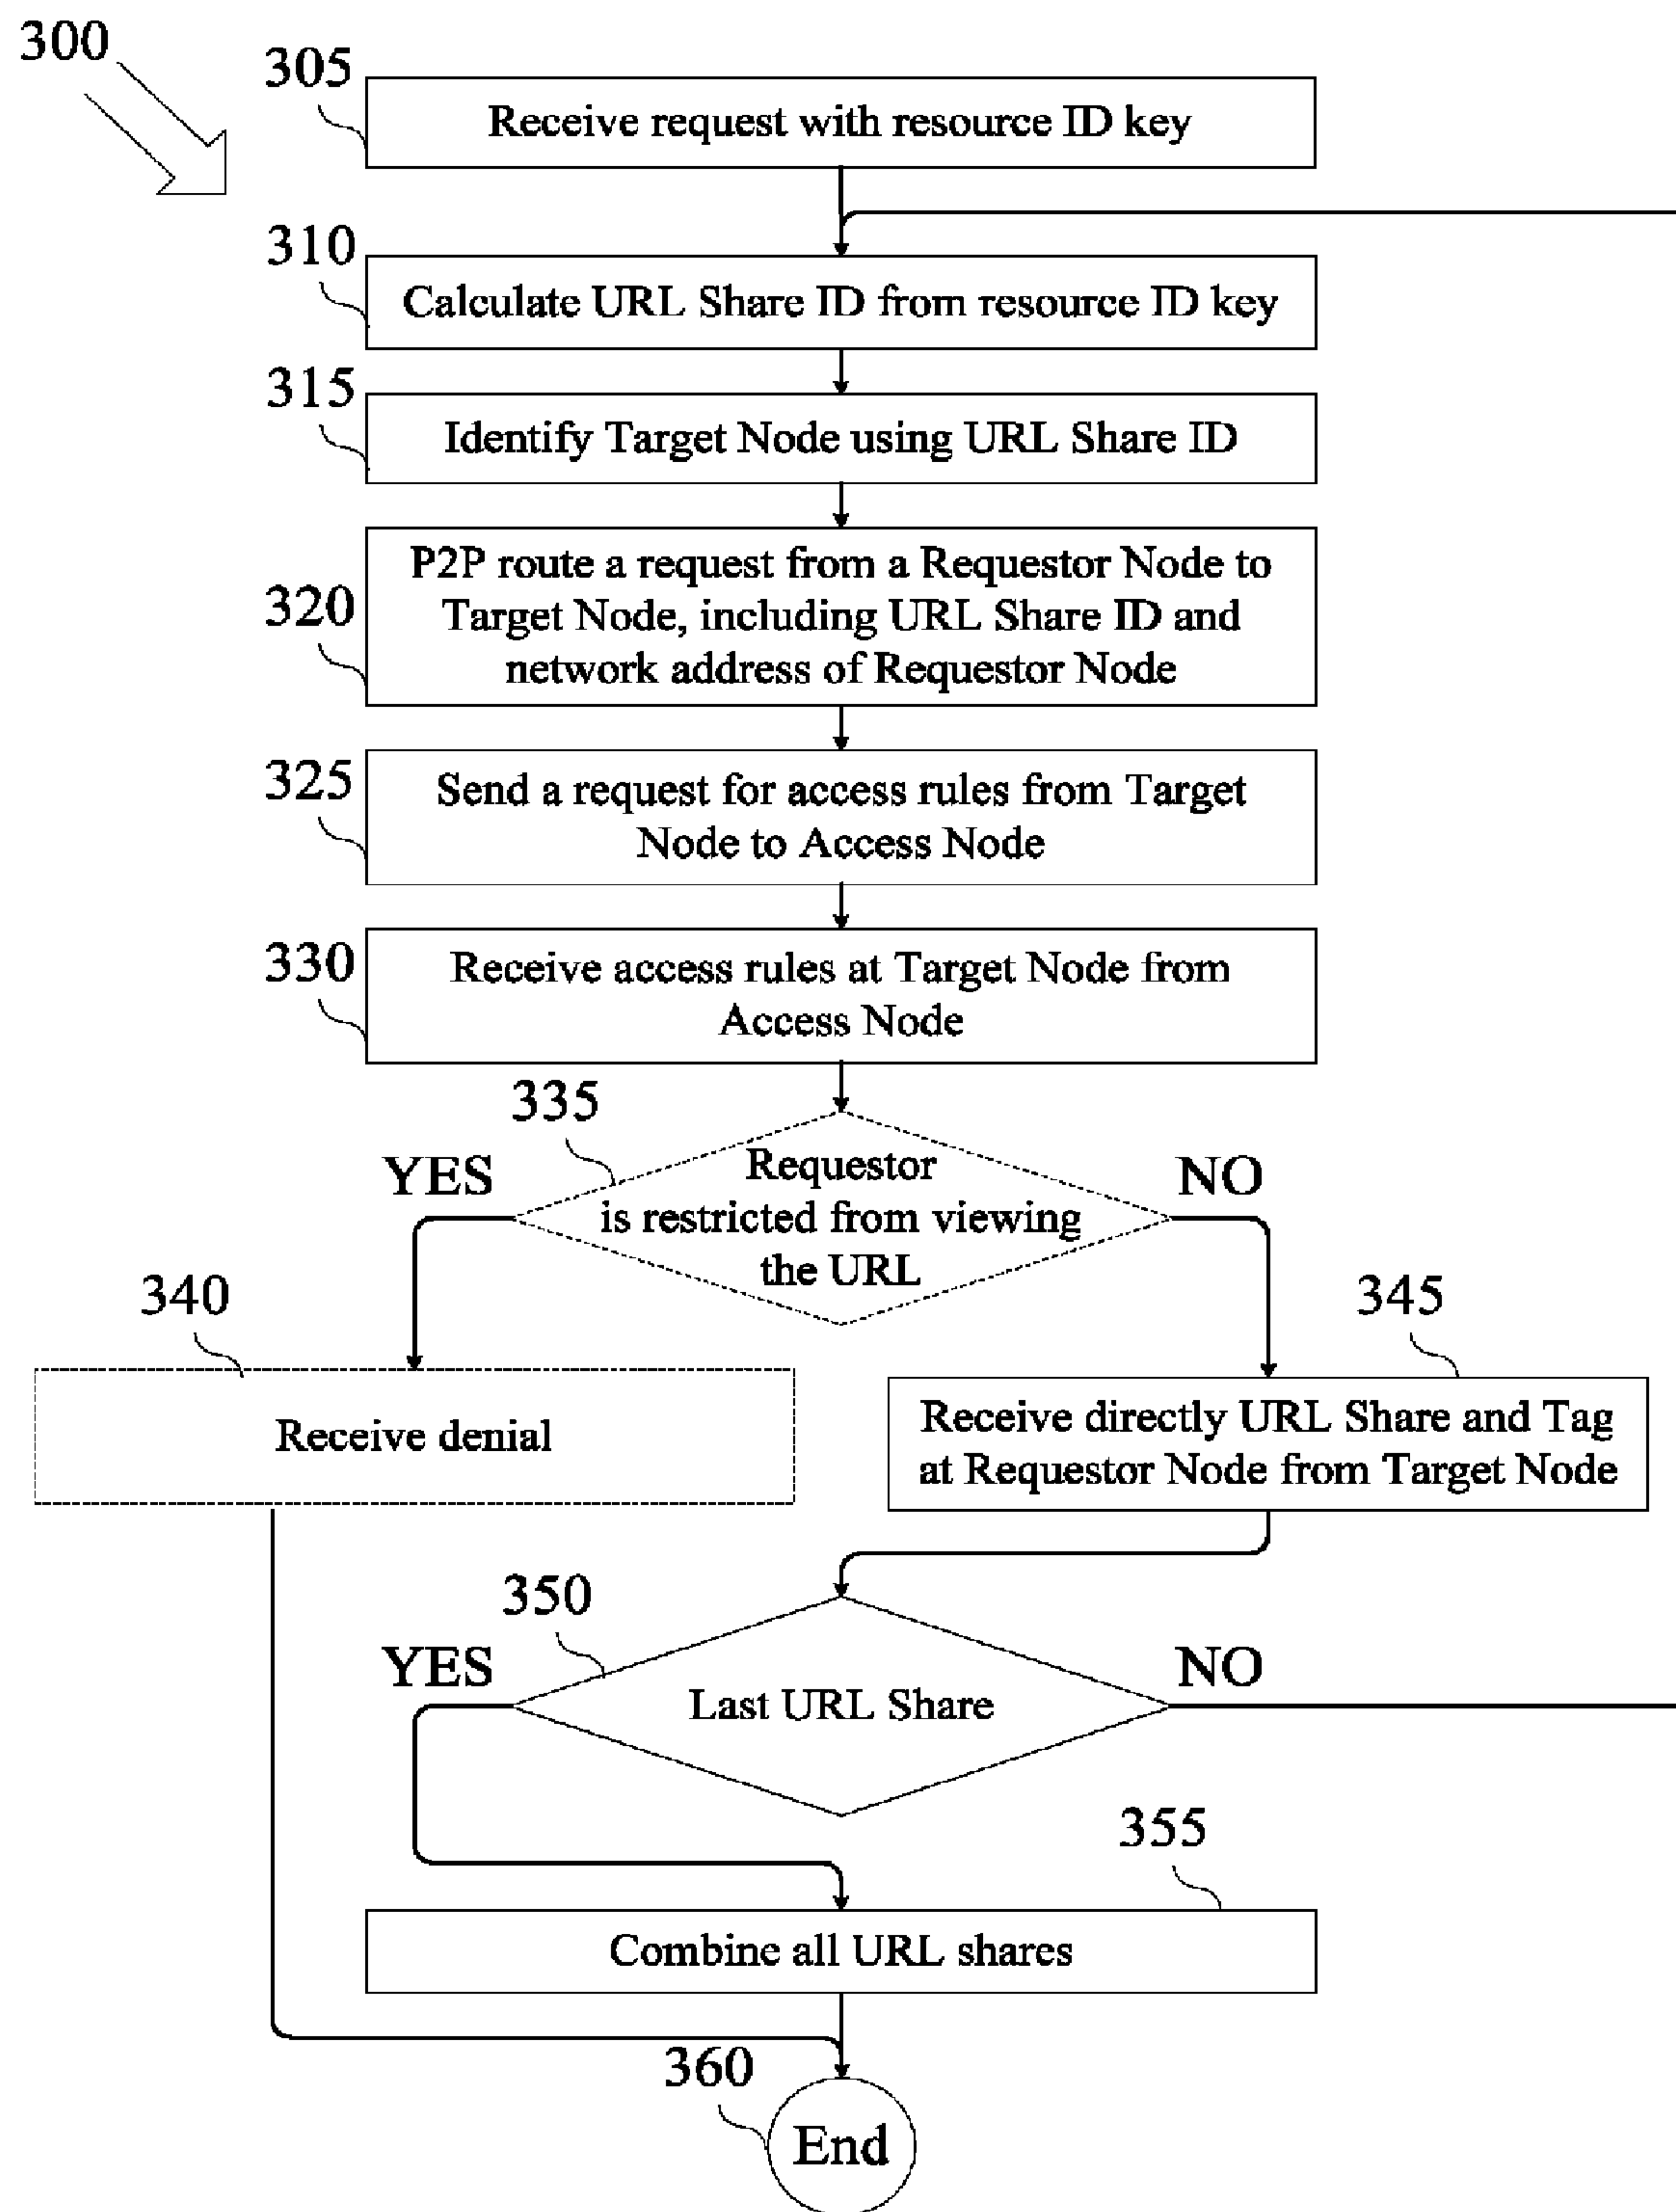 300
305
Receive request with resource ID key
310
Calculate URL Share ID from resource ID key
315
Identify Target Node using URL Share ID
320
P2P route a request from a Requestor Node to
Target Node, including URL Share ID and
network address of Requestor Node
325
Send a request for access rules from Target
Node to Access Node
330
Receive access rules at Target Node from
Access Node
335
YES
Requestor
is restricted from viewing
the URL
NO
340
Receive denial
345
Receive directly URL Share and Tag
at Requestor Node from Target Node
350
YES
Last URL Share
NO
355
Combine all URL shares
360
End